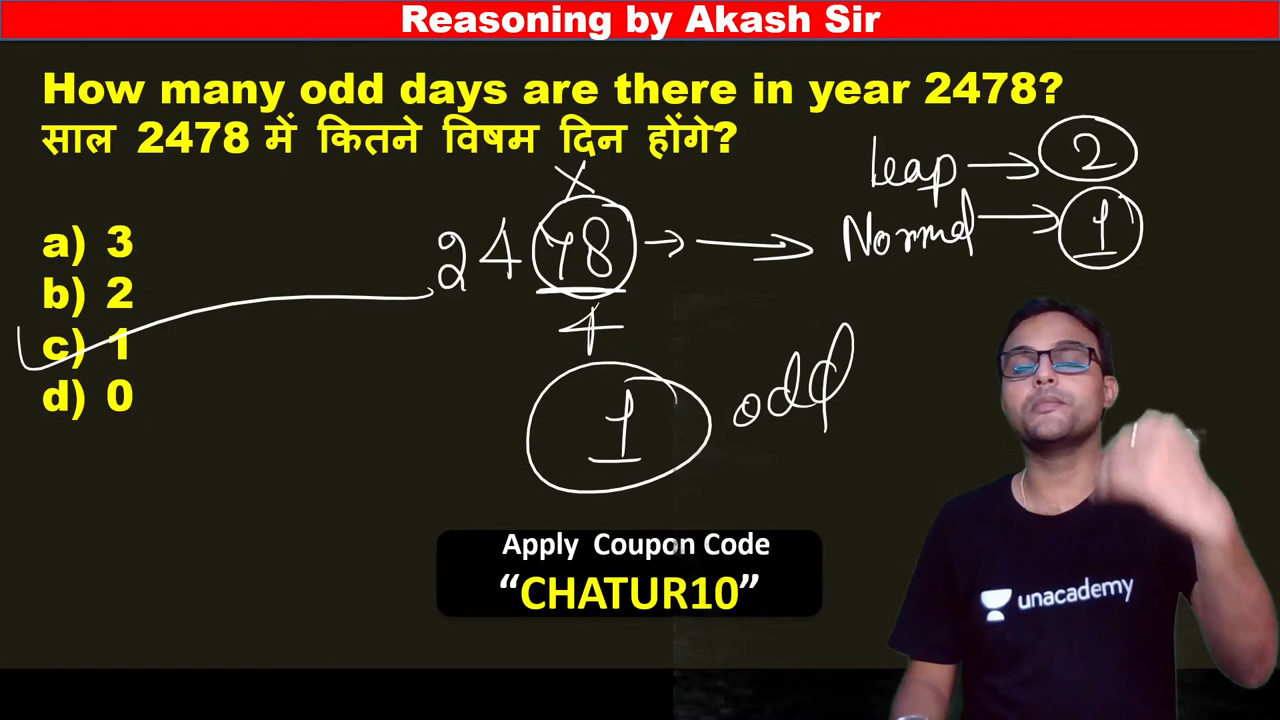 Reasoning by Akash Sir
How many odd days are there in year 2478?
साल 2478 में कितने विषम दिन होंगे?
Leap → 2
X
2478 → → Normal → 1
4
a) 3
b) 2
c) 1
d) 0
1 odd
Apply Coupon Code
“CHATUR10”
unacademy